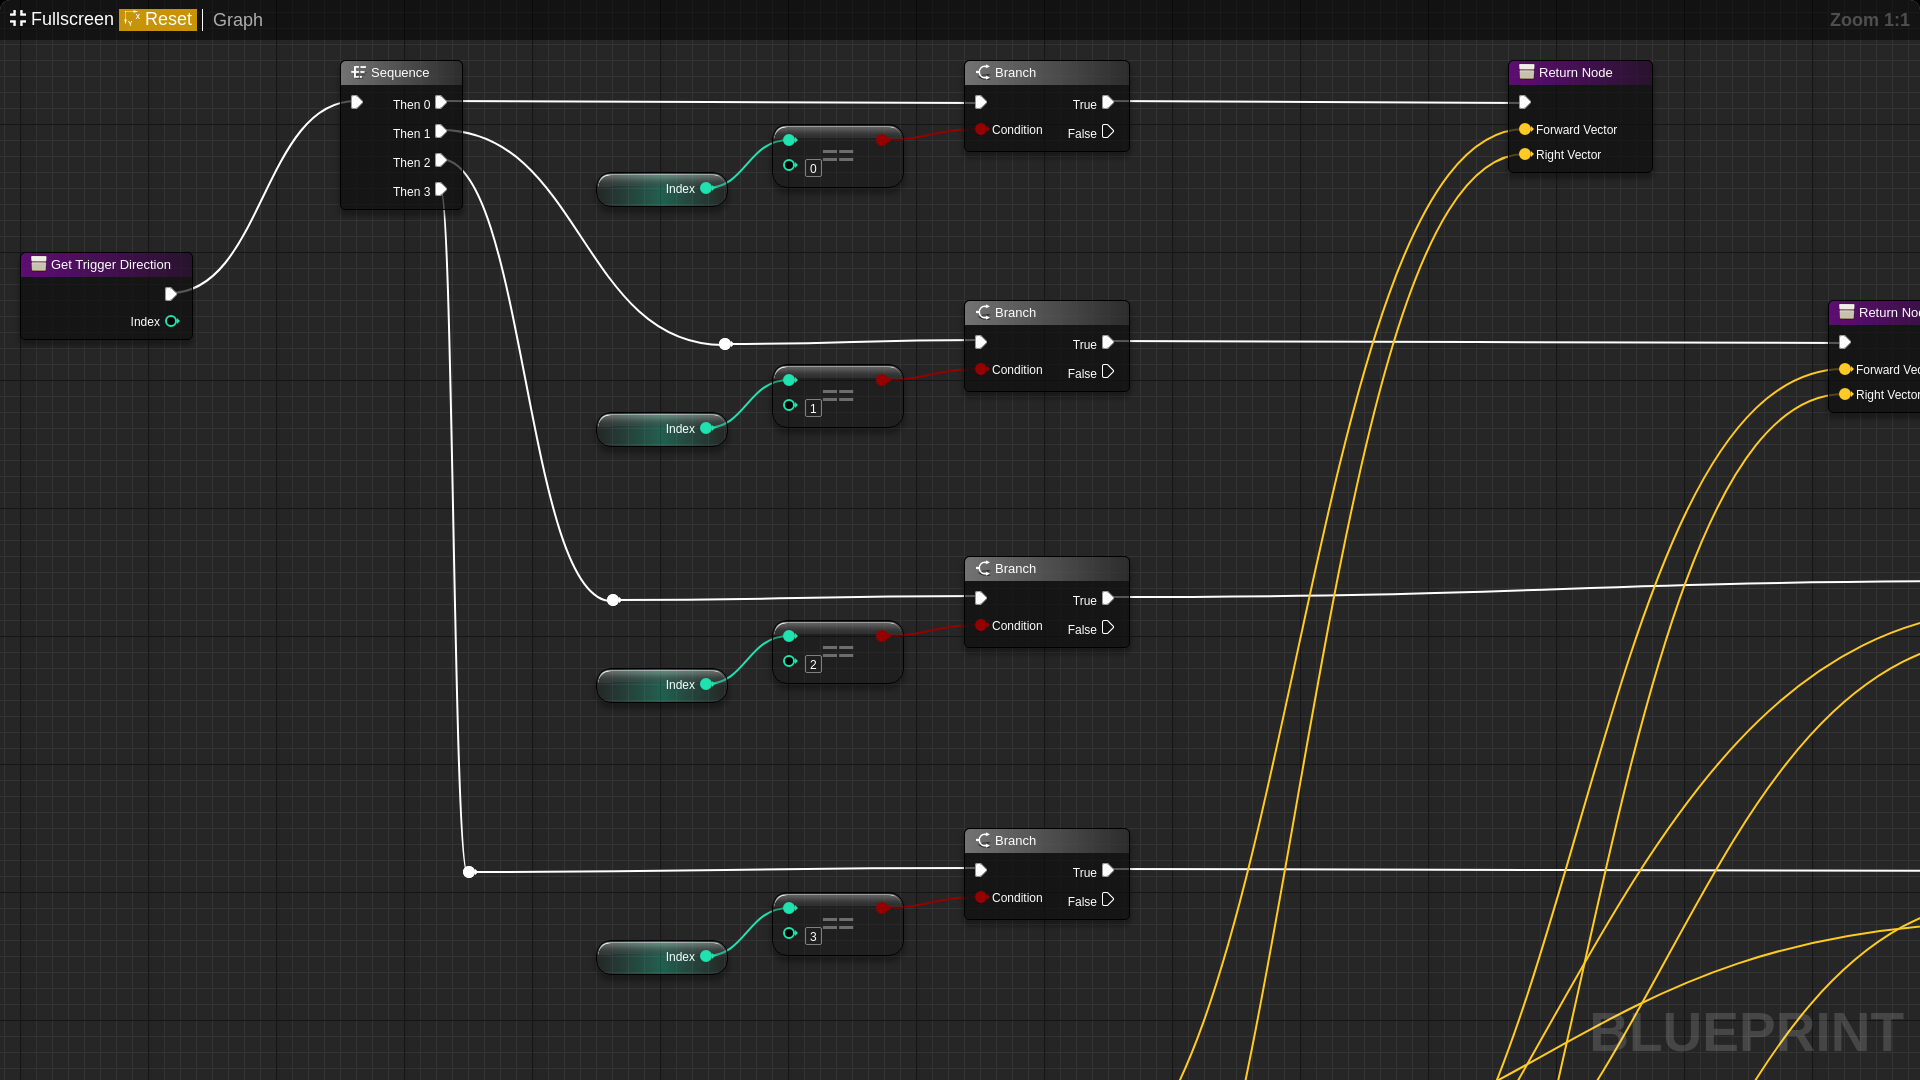 Fullscreen Reset Graph Zoom 1:1
Sequence
Then 0
Then 1
Then 2
Then 3
Get Trigger Direction
Index
Index
0
Branch
True
Condition
False
Return Node
Forward Vector
Right Vector
Index
1
Branch
True
Condition
False
Return No
Forward Vec
Right Vector
Index
2
Branch
True
Condition
False
Index
3
Branch
True
Condition
False
BLUEPRINT